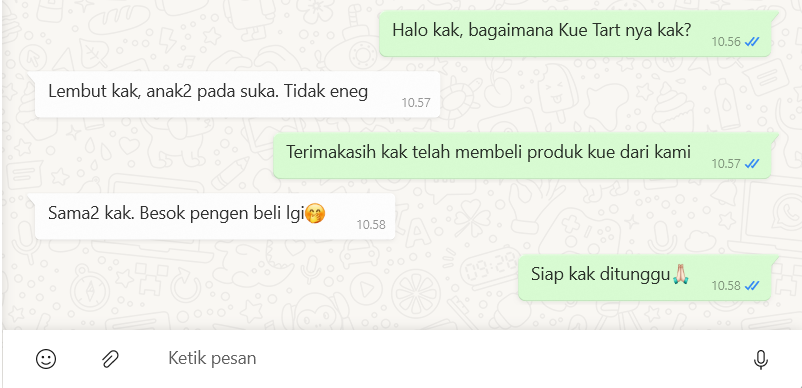 Halo kak, bagaimana Kue Tart nya kak?
10.56
Lembut kak, anak2 pada suka. Tidak eneg
10.57
Terimakasih kak telah membeli produk kue dari kami
10.57
Sama2 kak. Besok pengen beli lgi🤭
10.58
Siap kak ditunggu🙏🏻
10.58
Ketik pesan